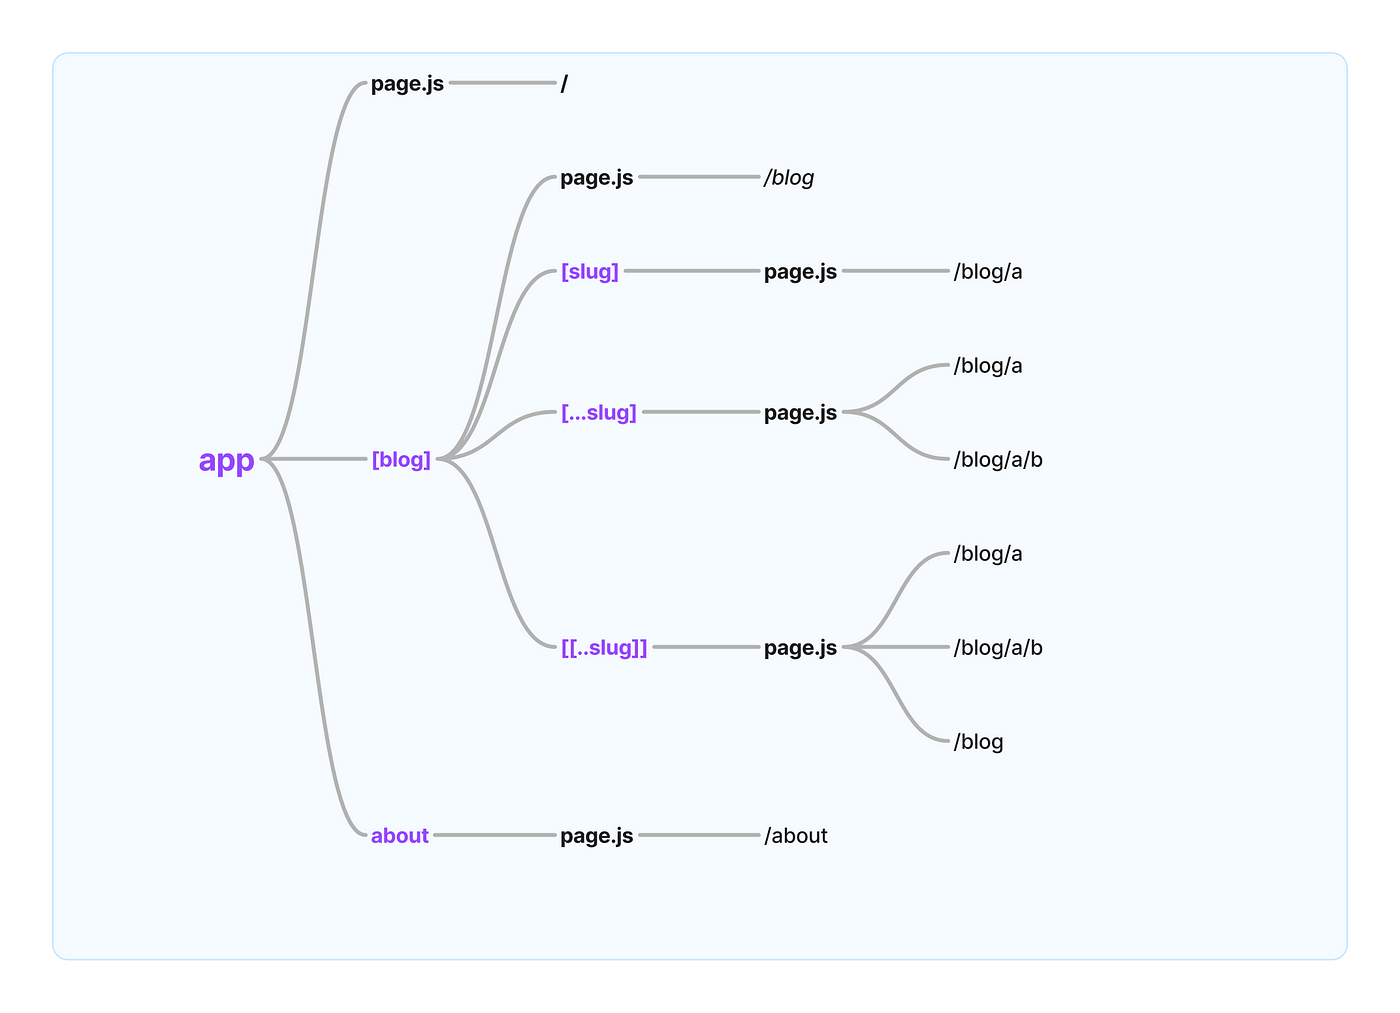 page.js /
page.js /blog
[slug] page.js /blog/a
/blog/a
[...slug] page.js
app [blog] /blog/a/b
/blog/a
[[..slug]] page.js /blog/a/b
/blog
about page.js /about